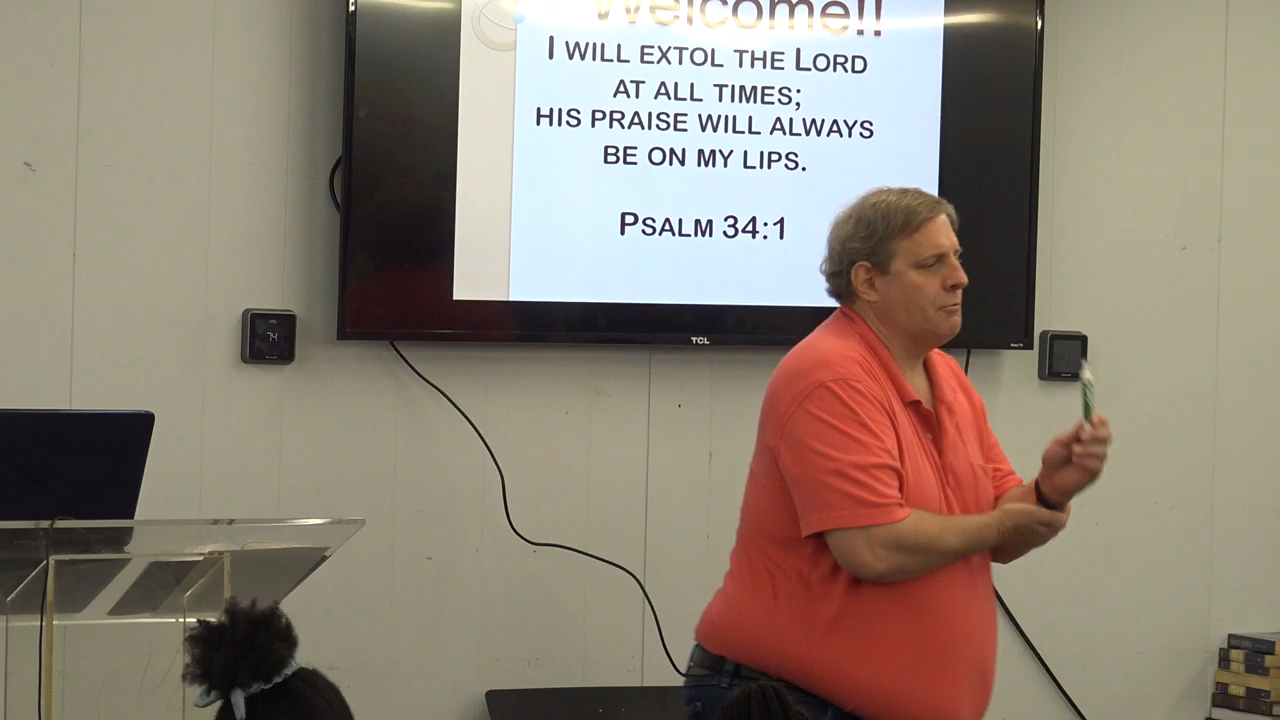 Welcome!!
I WILL EXTOL THE LORD
AT ALL TIMES;
HIS PRAISE WILL ALWAYS
BE ON MY LIPS.
PSALM 34:1
74
TCL